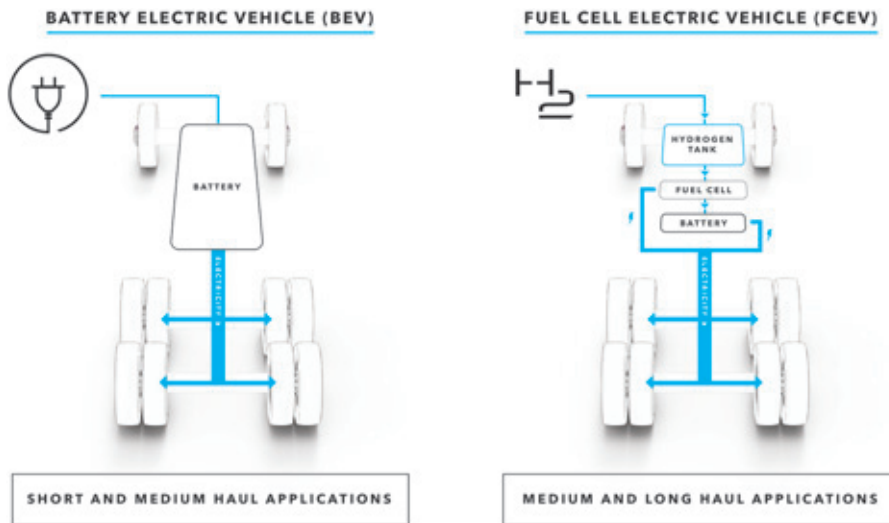 BATTERY ELECTRIC VEHICLE (BEV)
BATTERY
ELECTRICITY
SHORT AND MEDIUM HAUL APPLICATIONS
FUEL CELL ELECTRIC VEHICLE (FCEV)
H2
HYDROGEN
TANK
FUEL CELL
BATTERY
ELECTRICITY
MEDIUM AND LONG HAUL APPLICATIONS